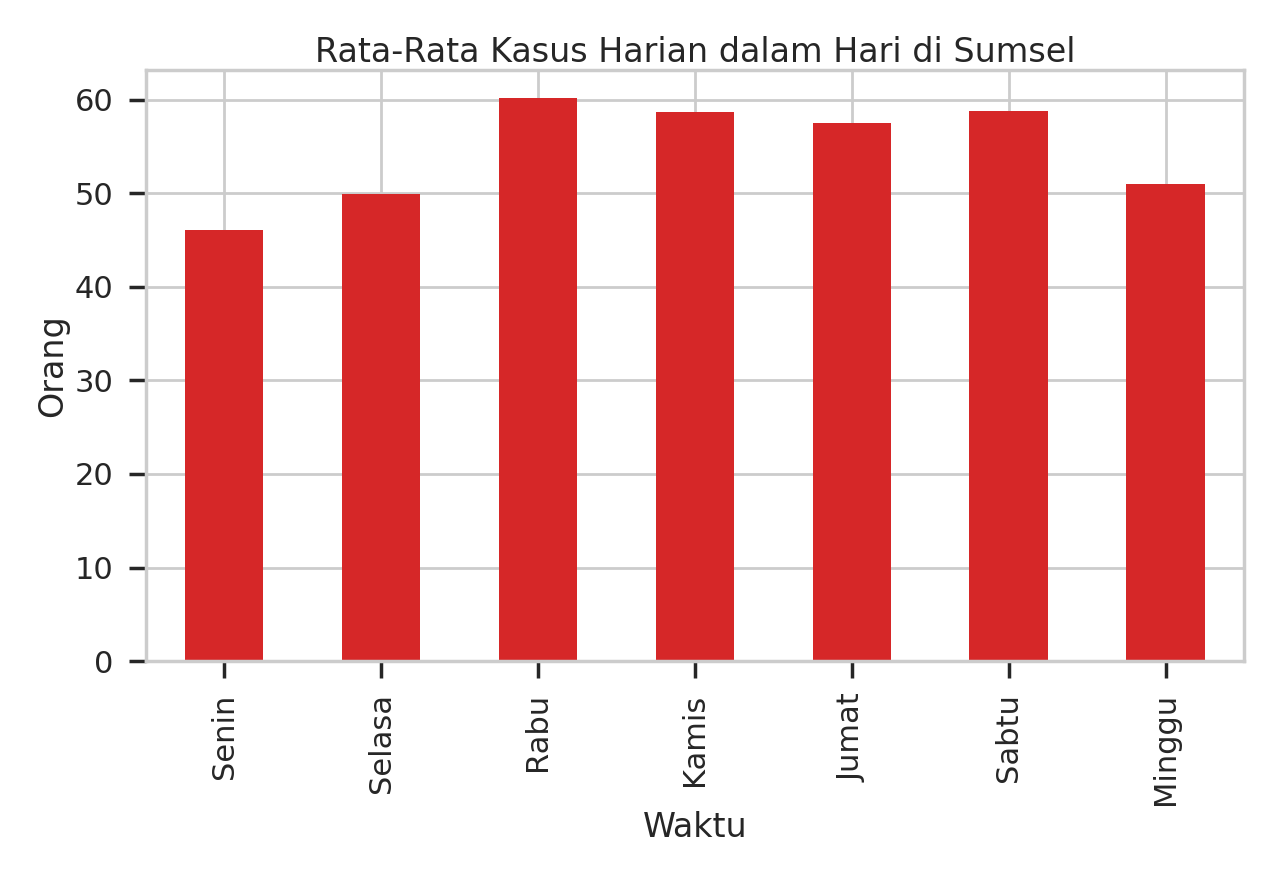 Rata-Rata Kasus Harian dalam Hari di Sumsel
60
50
40
30
20
10
0
Orang
Senin
Selasa
Rabu
Kamis
Jumat
Sabtu
Minggu
Waktu